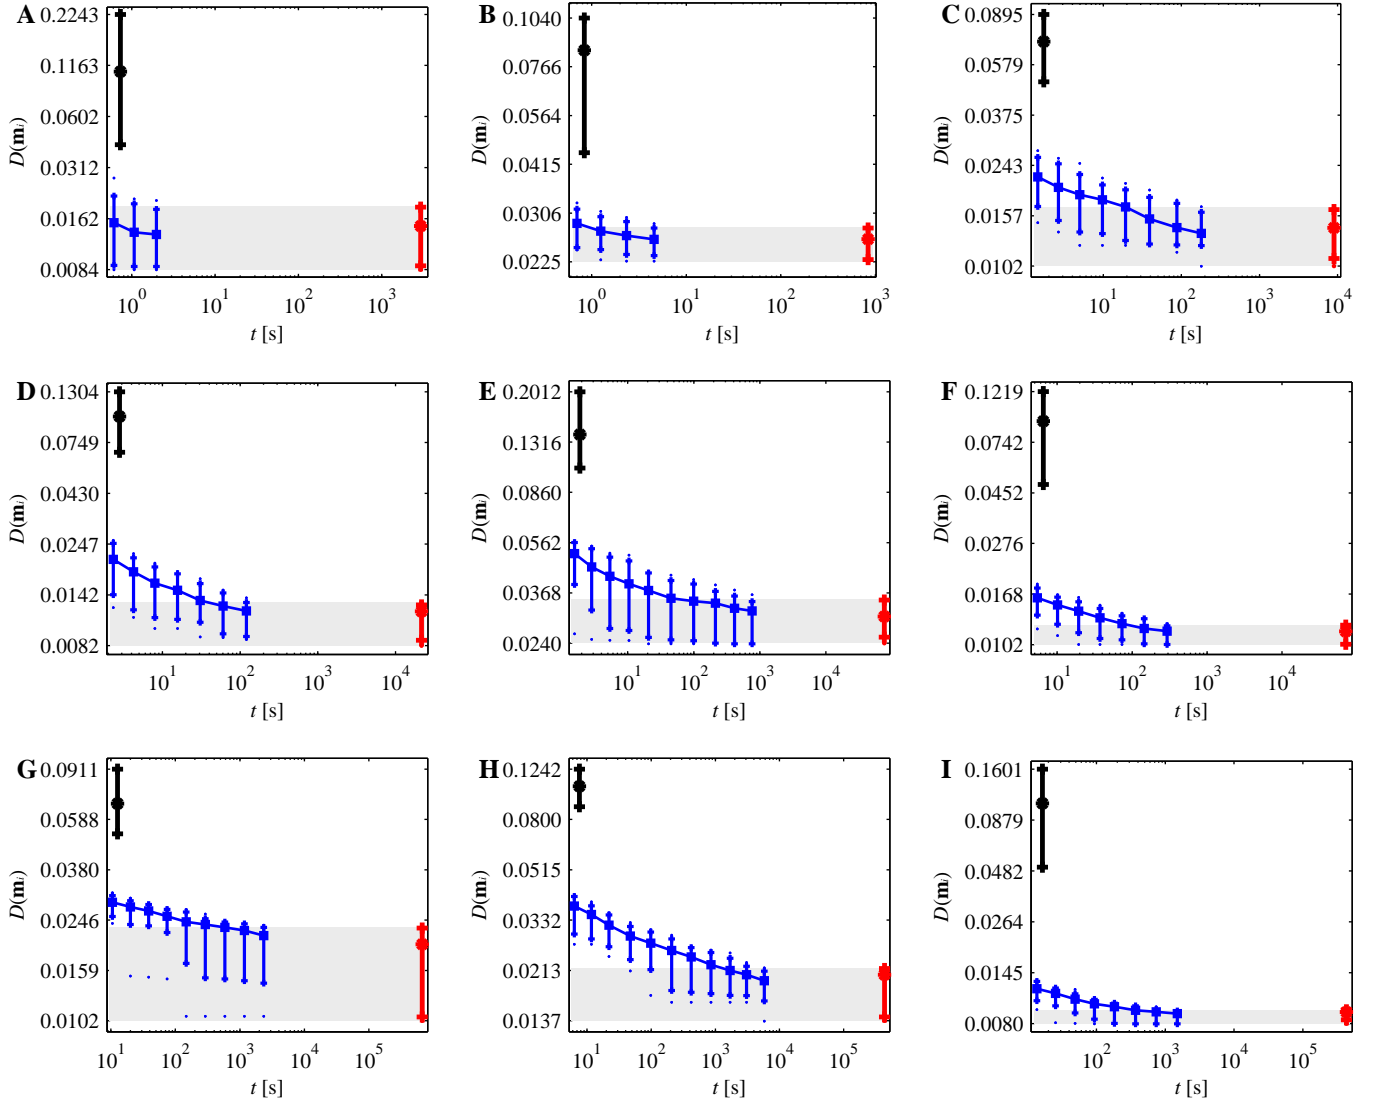 A
0.2243
0.1163
0.0602
0.0312
0.0162
0.0084
D(mᵢ)
10⁰ 10¹ 10² 10³
t [s]
B
0.1040
0.0766
0.0564
0.0415
0.0306
0.0225
D(mᵢ)
10⁰ 10¹ 10² 10³
t [s]
C
0.0895
0.0579
0.0375
0.0243
0.0157
0.0102
D(mᵢ)
10¹ 10² 10³ 10⁴
t [s]
D
0.1304
0.0749
0.0430
0.0247
0.0142
0.0082
D(mᵢ)
10¹ 10² 10³ 10⁴
t [s]
E
0.2012
0.1316
0.0860
0.0562
0.0368
0.0240
D(mᵢ)
10¹ 10² 10³ 10⁴
t [s]
F
0.1219
0.0742
0.0452
0.0276
0.0168
0.0102
D(mᵢ)
10¹ 10² 10³ 10⁴
t [s]
G
0.0911
0.0588
0.0380
0.0246
0.0159
0.0102
D(mᵢ)
10¹ 10² 10³ 10⁴ 10⁵
t [s]
H
0.1242
0.0800
0.0515
0.0332
0.0213
0.0137
D(mᵢ)
10¹ 10² 10³ 10⁴ 10⁵
t [s]
I
0.1601
0.0879
0.0482
0.0264
0.0145
0.0080
D(mᵢ)
10² 10³ 10⁴ 10⁵
t [s]